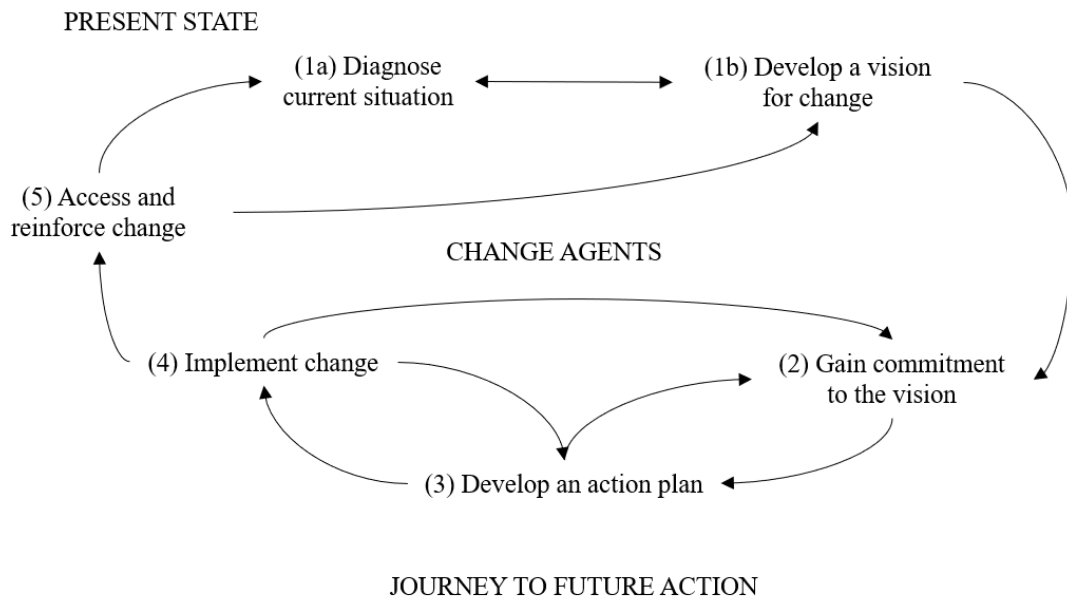 PRESENT STATE
(1a) Diagnose
current situation
(1b) Develop a vision
for change
(5) Access and
reinforce change
CHANGE AGENTS
(4) Implement change
(2) Gain commitment
to the vision
(3) Develop an action plan
JOURNEY TO FUTURE ACTION